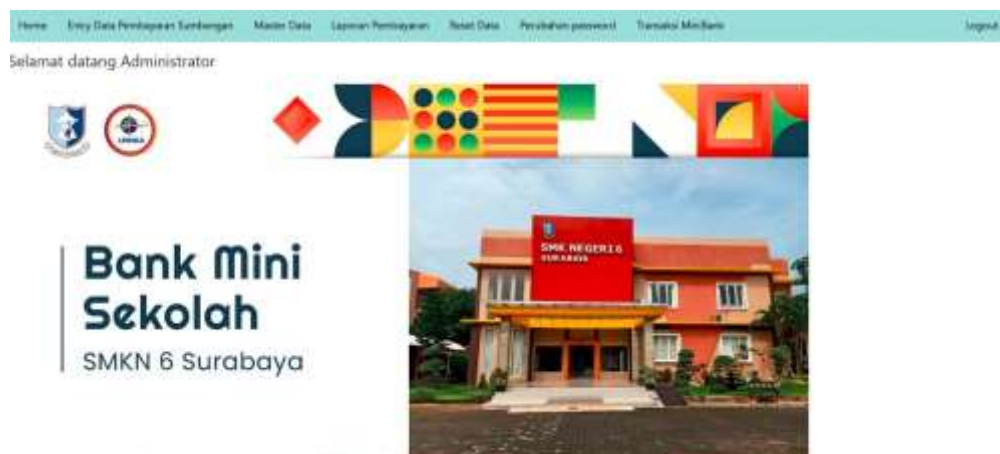 Home Entry Data Pembayaran Sumbangan Master Data Laporan Pembayaran Reset Data Perubahan password Transaksi MiniBank Logout
Selamat datang Administrator
SMK NEGERI 6
SURABAYA
Bank Mini
Sekolah
SMKN 6 Surabaya